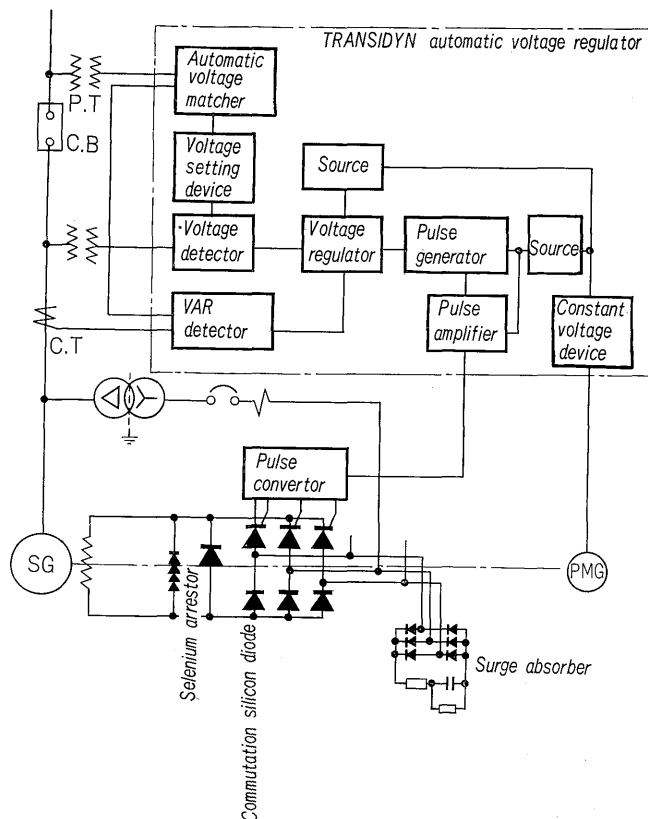 TRANSIDYN automatic voltage regulator
Automatic
voltage
matcher
P.T
C.B
Voltage
setting
device
Source
Voltage
detector
Voltage
regulator
Pulse
generator
Source
VAR
detector
Pulse
amplifier
Constant
voltage
device
C.T
Pulse
convertor
SG
PMG
Selenium arrestor
Commutation silicon diode
Surge absorber